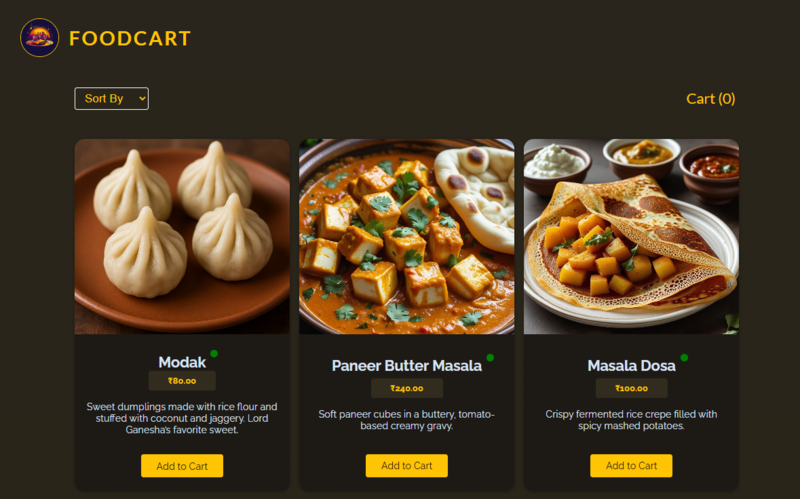 FOODCART
Sort By
Cart (0)
Modak
₹80.00
Sweet dumplings made with rice flour and
stuffed with coconut and jaggery. Lord
Ganesha's favorite sweet.
Add to Cart
Paneer Butter Masala
₹240.00
Soft paneer cubes in a buttery, tomato-
based creamy gravy.
Add to Cart
Masala Dosa
₹100.00
Crispy fermented rice crepe filled with
spicy mashed potatoes.
Add to Cart